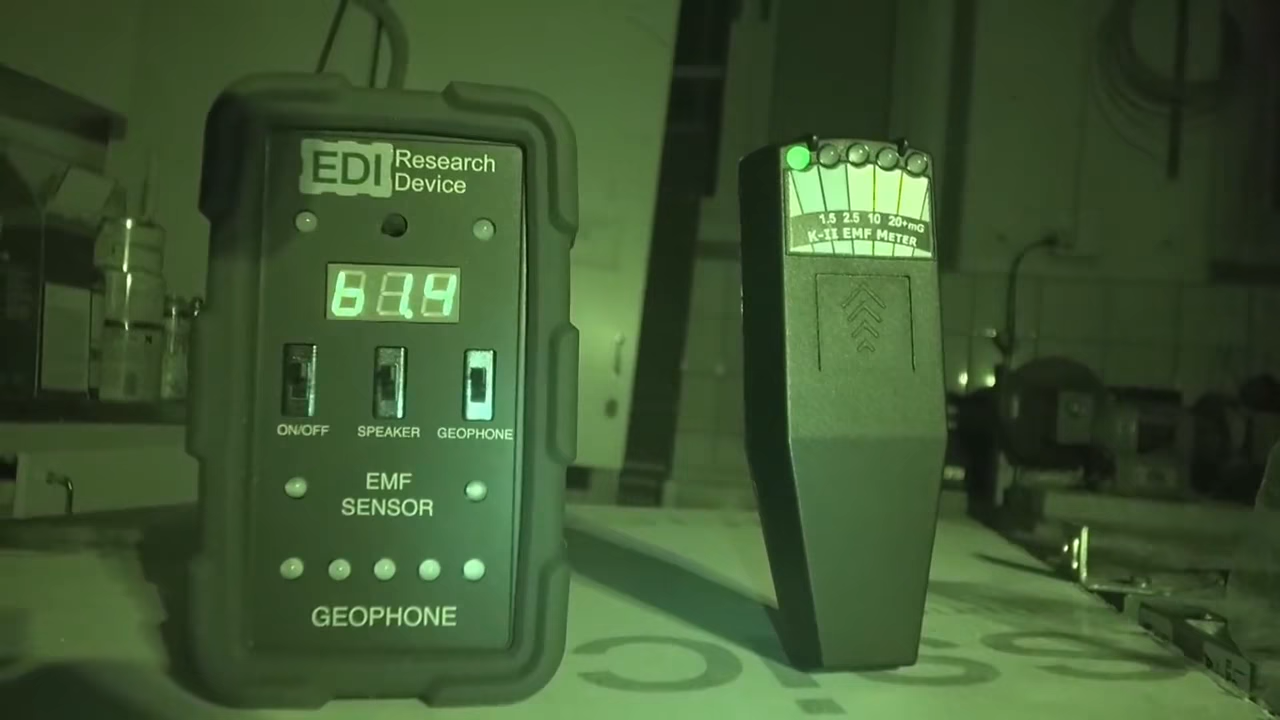 EDI Research
Device
61.4
ON/OFF SPEAKER GEOPHONE
EMF
SENSOR
GEOPHONE
1.5 2.5 10 20+mG
K-II EMF METER